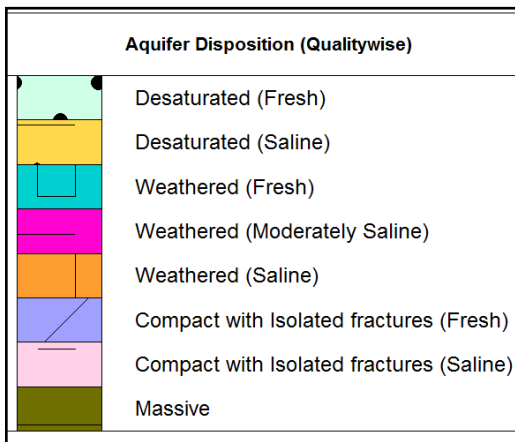 Aquifer Disposition (Qualitywise)
Desaturated (Fresh)
Desaturated (Saline)
Weathered (Fresh)
Weathered (Moderately Saline)
Weathered (Saline)
Compact with Isolated fractures (Fresh)
Compact with Isolated fractures (Saline)
Massive